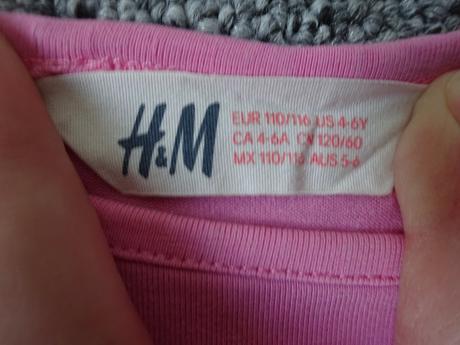 H&M
EUR 110/116 US 4-6Y
CA 4-6A CN 120/60
MX 110/116 AUS 5-6